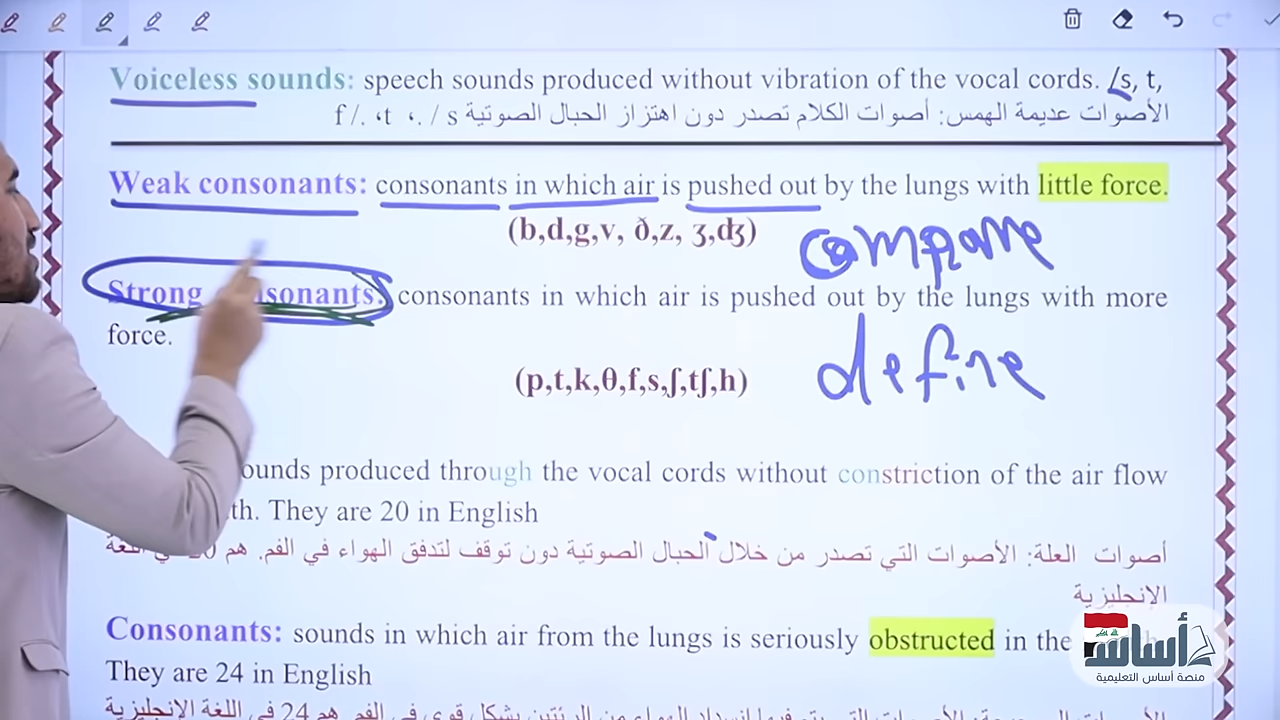 Voiceless sounds: speech sounds produced without vibration of the vocal cords. /s, t,
الأصوات عديمة الهمس: أصوات الكلام تصدر دون اهتزاز الحبال الصوتية s / .، t، f /.
Weak consonants: consonants in which air is pushed out by the lungs with little force.
(b,d,g,v, ð,z, ʒ,ʤ)
compare
Strong consonants: consonants in which air is pushed out by the lungs with more
force.
define
(p,t,k,θ,f,s,ʃ,tʃ,h)
ounds produced through the vocal cords without constriction of the air flow
th. They are 20 in English
أصوات العلة: الأصوات التي تصدر من خلال الحبال الصوتية دون توقف لتدفق الهواء في الفم. هم 20 في اللغة
الإنجليزية
Consonants: sounds in which air from the lungs is seriously obstructed in the
They are 24 in English
أساس
منصة أساس التعليمية